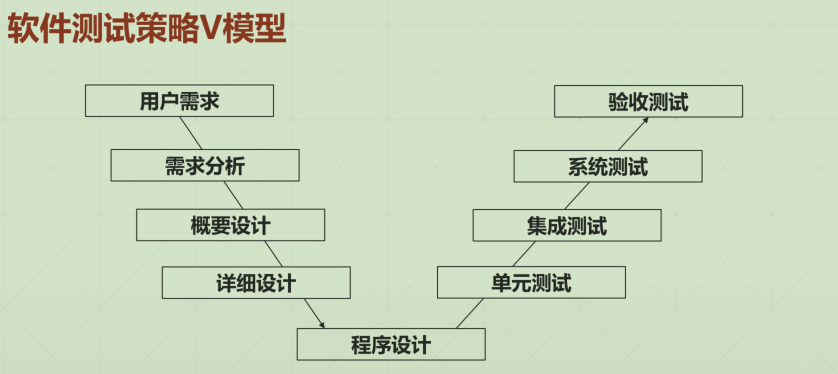 软件测试策略V模型
用户需求
验收测试
需求分析
系统测试
概要设计
集成测试
详细设计
单元测试
程序设计